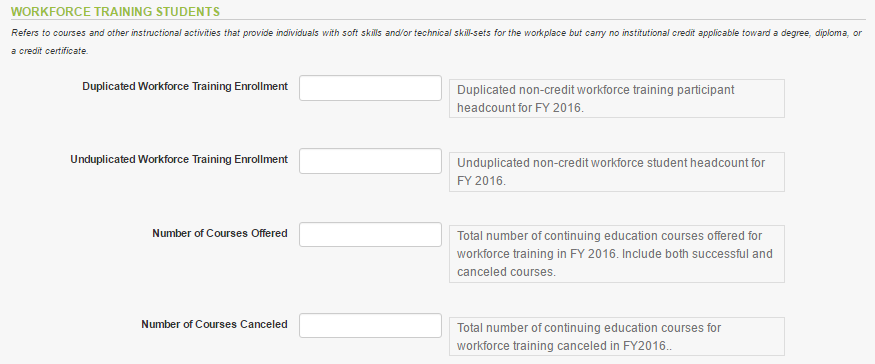 WORKFORCE TRAINING STUDENTS
Refers to courses and other instructional activities that provide individuals with soft skills and/or technical skill-sets for the workplace but carry no institutional credit applicable toward a degree, diploma, or
a credit certificate.
Duplicated Workforce Training Enrollment
Duplicated non-credit workforce training participant
headcount for FY 2016.
Unduplicated Workforce Training Enrollment
Unduplicated non-credit workforce student headcount for
FY 2016.
Number of Courses Offered
Total number of continuing education courses offered for
workforce training in FY 2016. Include both successful and
canceled courses.
Number of Courses Canceled
Total number of continuing education courses for
workforce training canceled in FY2016..